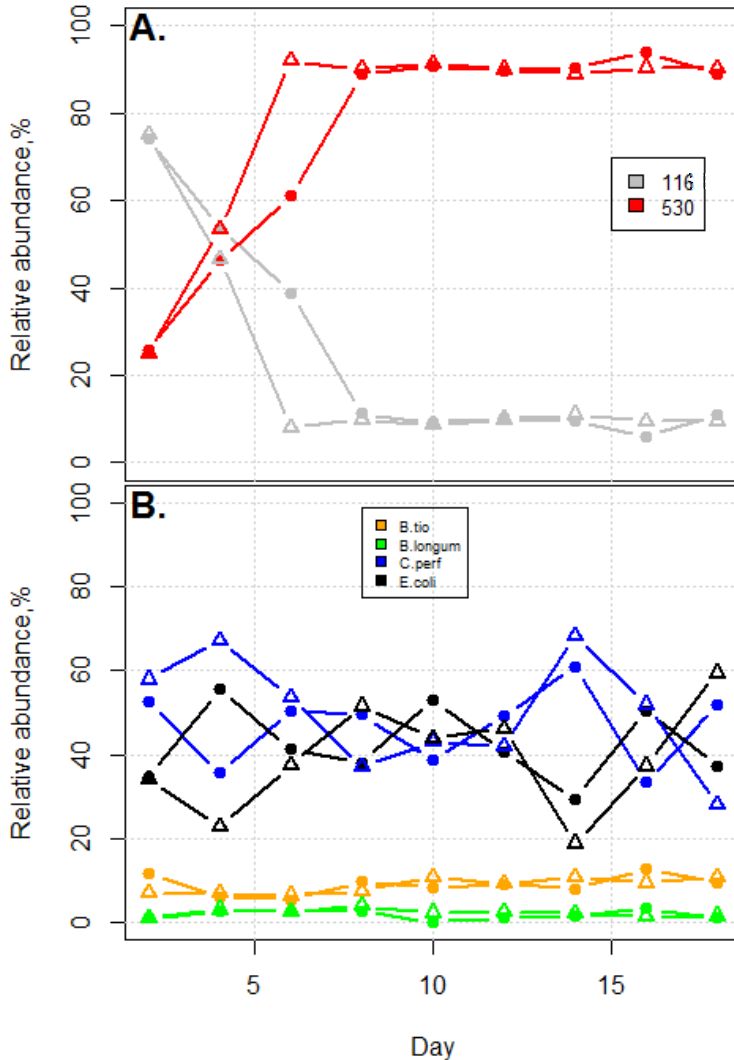 A.
Relative abundance,%
100
80
60
40
20
0
116
530
B.
Relative abundance,%
100
80
60
40
20
0
B.tio
B.longum
C.perf
E.coli
5
10
15
Day